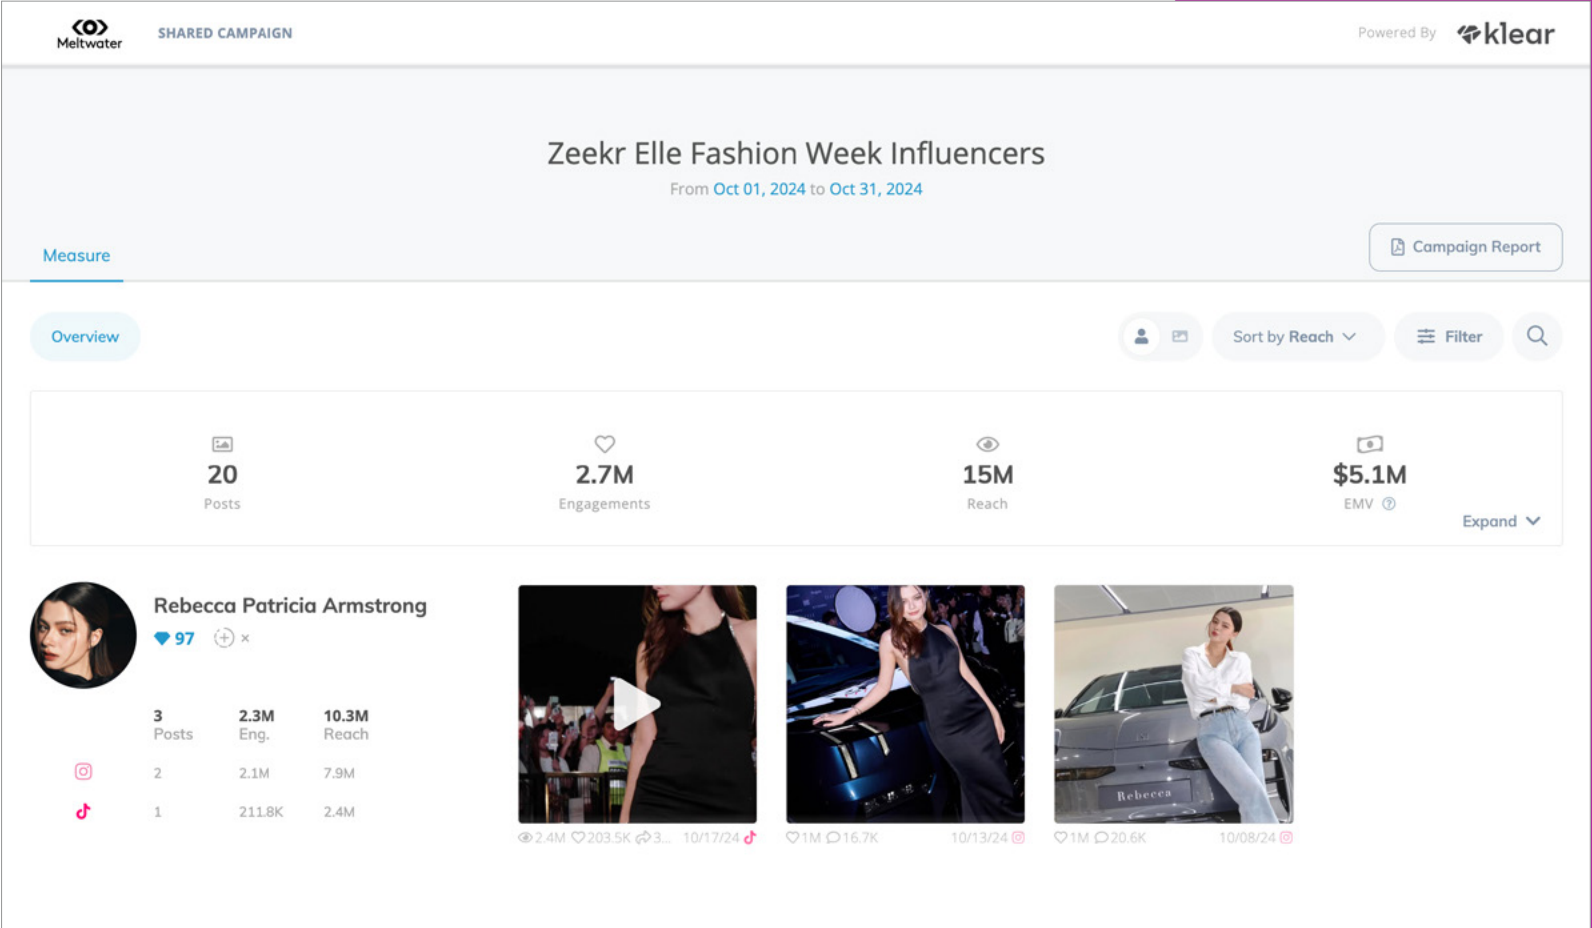 Meltwater
SHARED CAMPAIGN
Powered By klear
Zeekr Elle Fashion Week Influencers
From Oct 01, 2024 to Oct 31, 2024
Measure
Campaign Report
Overview
Sort by Reach
Filter
20
Posts
2.7M
Engagements
15M
Reach
$5.1M
EMV ?
Expand
Rebecca Patricia Armstrong
97
3 2.3M 10.3M
Posts Eng. Reach
2 2.1M 7.9M
1 211.8K 2.4M
Rebecca
2.4M 203.5K 3... 10/17/24
1M 16.7K 10/13/24
1M 20.6K 10/08/24